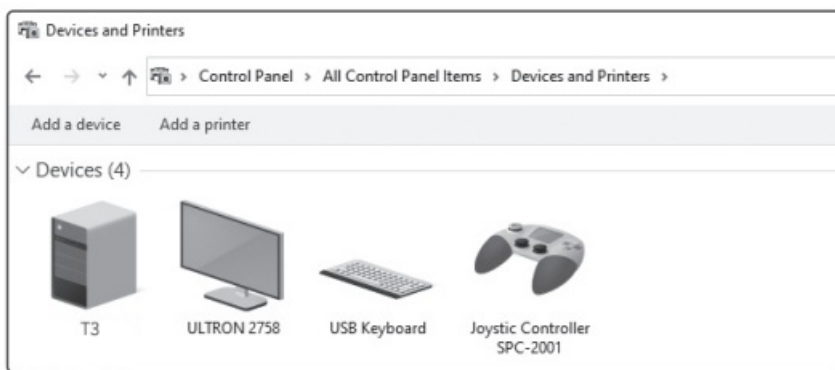 Devices and Printers
Control Panel > All Control Panel Items > Devices and Printers >
Add a device Add a printer
Devices (4)
T3 ULTRON 2758 USB Keyboard Joystic Controller
SPC-2001